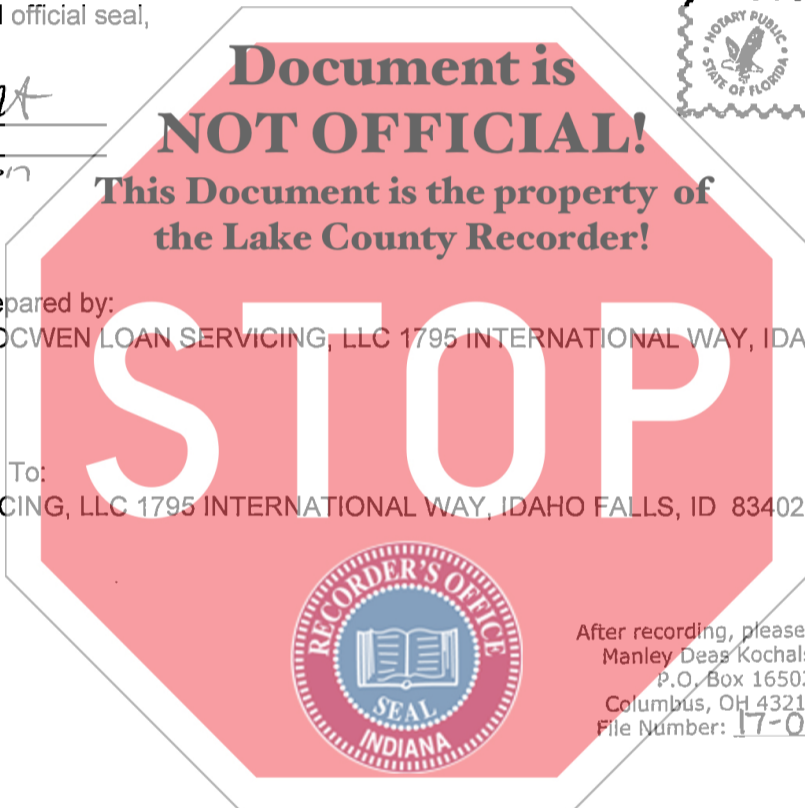 official seal,
NOTARY PUBLIC
STATE OF FLORIDA
Document is
NOT OFFICIAL!
This Document is the property of
the Lake County Recorder!
epared by:
OCWEN LOAN SERVICING, LLC 1795 INTERNATIONAL WAY, IDA
STOP
To:
CING, LLC 1795 INTERNATIONAL WAY, IDAHO FALLS, ID 83402
RECORDER'S OFFICE
SEAL
INDIANA
After recording, please
Manley Deas Kochals
P.O. Box 16502
Columbus, OH 4321
File Number: 17-0